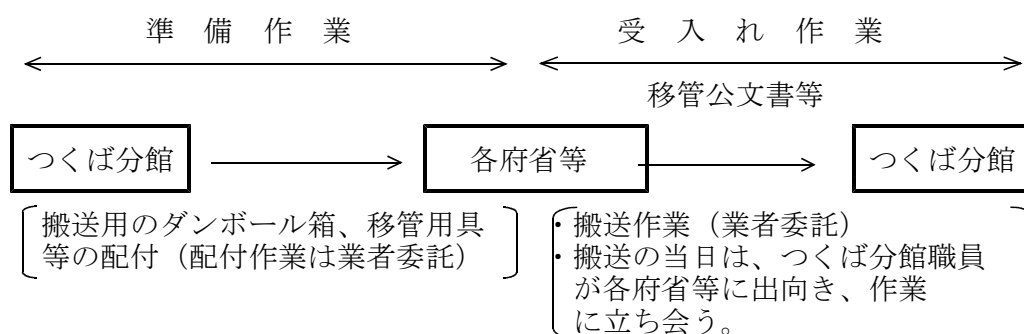 準備作業
受入れ作業
移管公文書等
つくば分館
各府省等
つくば分館
搬送用のダンボール箱、移管用具
等の配付（配付作業は業者委託）
・搬送作業（業者委託）
・搬送の当日は、つくば分館職員
が各府省等に出向き、作業
に立ち会う。